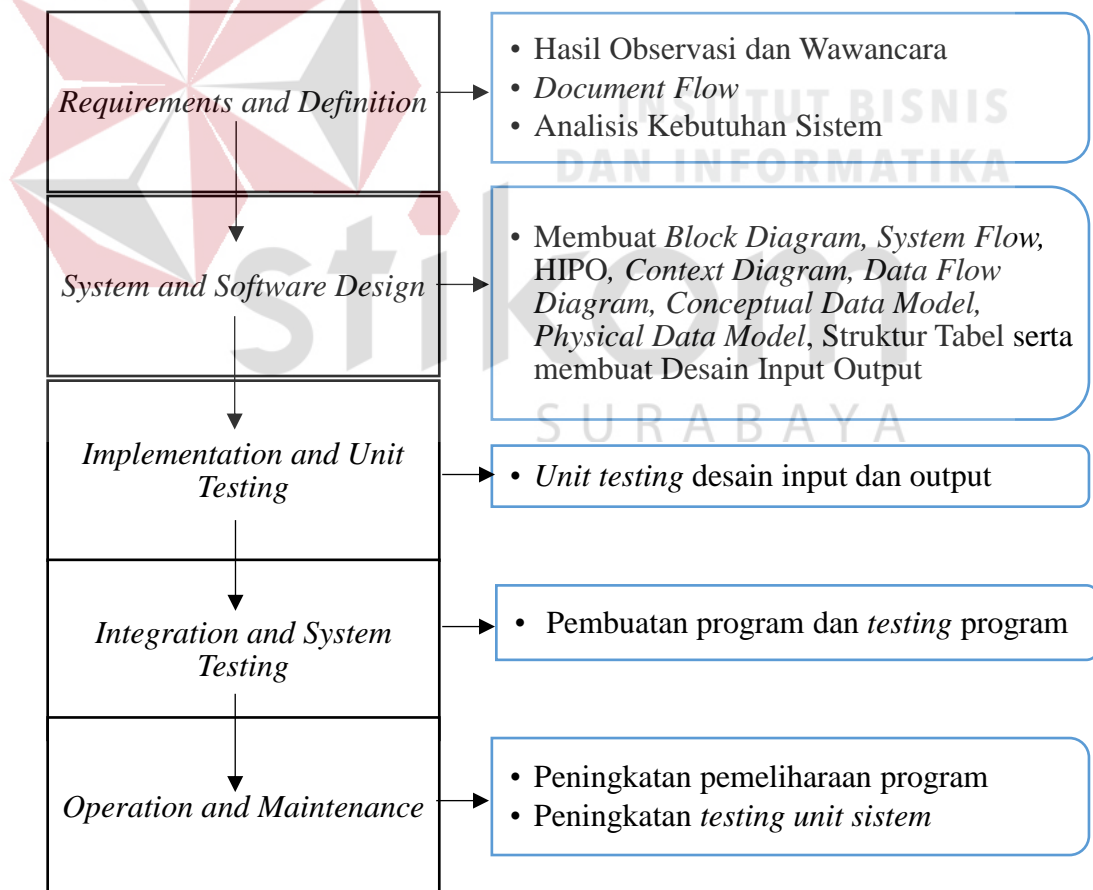 Requirements and Definition
• Hasil Observasi dan Wawancara
• Document Flow
• Analisis Kebutuhan Sistem
INSTITUT BISNIS
DAN INFORMATIKA
stikom
SURABAYA
System and Software Design
• Membuat Block Diagram, System Flow,
HIPO, Context Diagram, Data Flow
Diagram, Conceptual Data Model,
Physical Data Model, Struktur Tabel serta
membuat Desain Input Output
Implementation and Unit
Testing
• Unit testing desain input dan output
Integration and System
Testing
• Pembuatan program dan testing program
Operation and Maintenance
• Peningkatan pemeliharaan program
• Peningkatan testing unit sistem